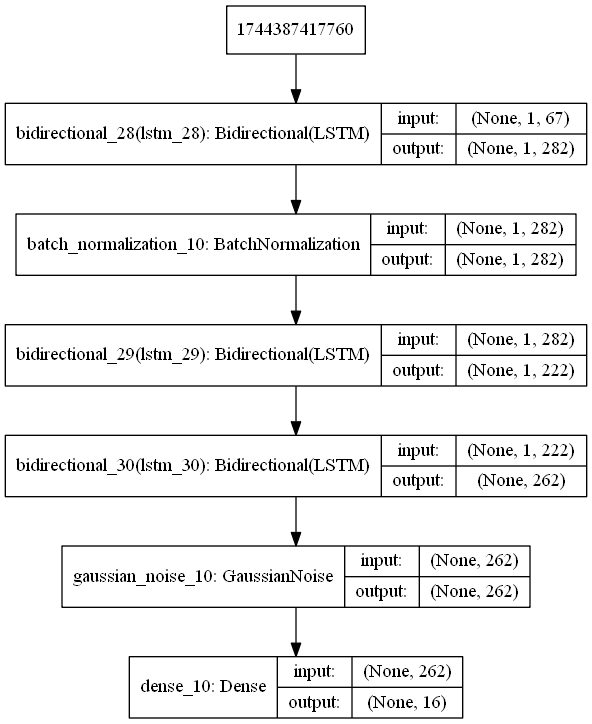 1744387417760
bidirectional_28(lstm_28): Bidirectional(LSTM)
input: (None, 1, 67)
output: (None, 1, 282)
batch_normalization_10: BatchNormalization
input: (None, 1, 282)
output: (None, 1, 282)
bidirectional_29(lstm_29): Bidirectional(LSTM)
input: (None, 1, 282)
output: (None, 1, 222)
bidirectional_30(lstm_30): Bidirectional(LSTM)
input: (None, 1, 222)
output: (None, 262)
gaussian_noise_10: GaussianNoise
input: (None, 262)
output: (None, 262)
dense_10: Dense
input: (None, 262)
output: (None, 16)